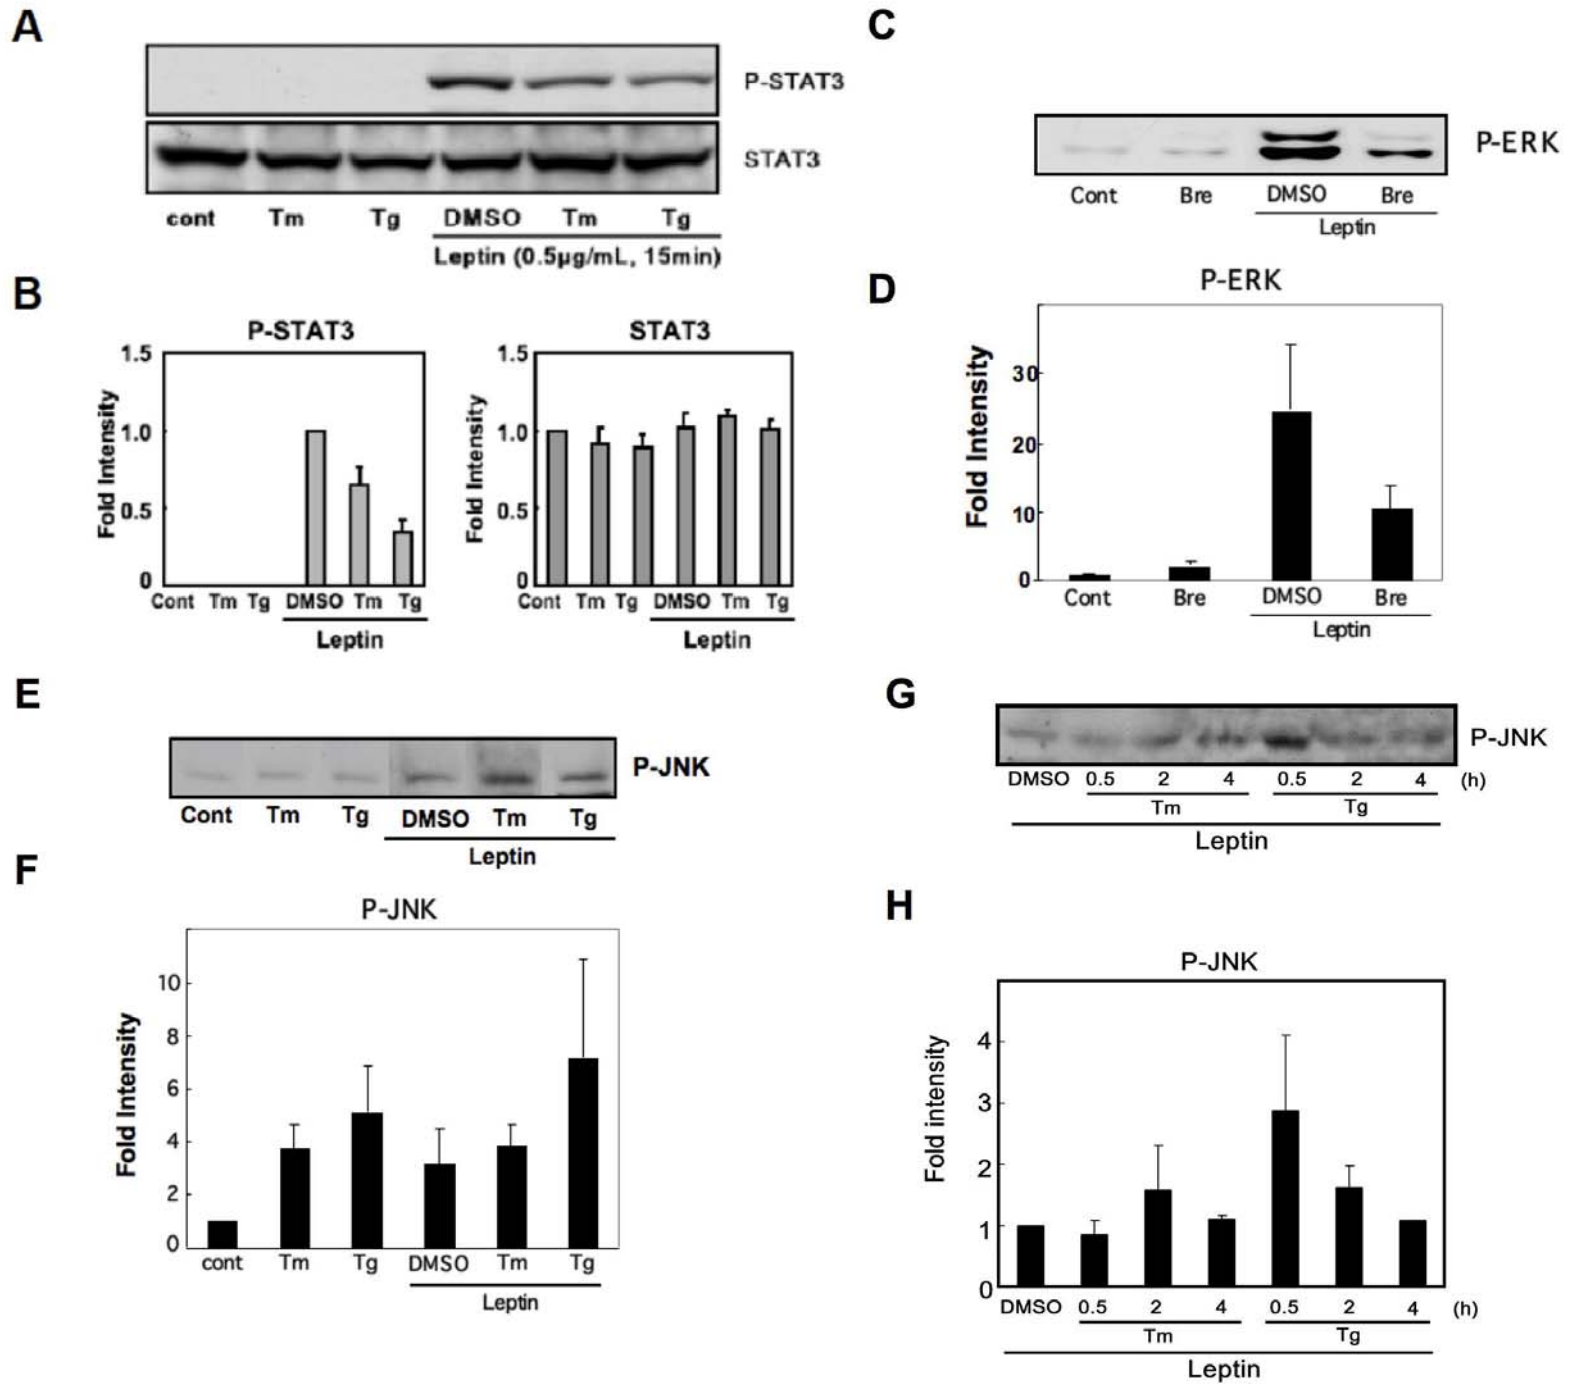 A
P-STAT3
STAT3
cont Tm Tg DMSO Tm Tg
Leptin (0.5µg/mL, 15min)
B
P-STAT3
Fold Intensity
1.5
1.0
0.5
0
Cont Tm Tg DMSO Tm Tg
Leptin
STAT3
Fold Intensity
1.5
1.0
0.5
0
Cont Tm Tg DMSO Tm Tg
Leptin
C
P-ERK
Cont Bre DMSO Bre
Leptin
D
P-ERK
Fold Intensity
30
20
10
0
Cont Bre DMSO Bre
Leptin
E
P-JNK
Cont Tm Tg DMSO Tm Tg
Leptin
F
P-JNK
Fold Intensity
10
8
6
4
2
0
cont Tm Tg DMSO Tm Tg
Leptin
G
P-JNK
DMSO 0.5 2 4 0.5 2 4 (h)
Tm Tg
Leptin
H
P-JNK
Fold intensity
4
3
2
1
0
DMSO 0.5 2 4 0.5 2 4 (h)
Tm Tg
Leptin